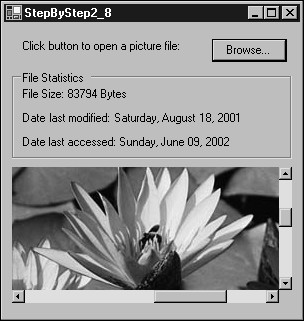 StepByStep2_8
Click button to open a picture file:
Browse...
File Statistics
File Size: 83794 Bytes
Date last modified: Saturday, August 18, 2001
Date last accessed: Sunday, June 09, 2002